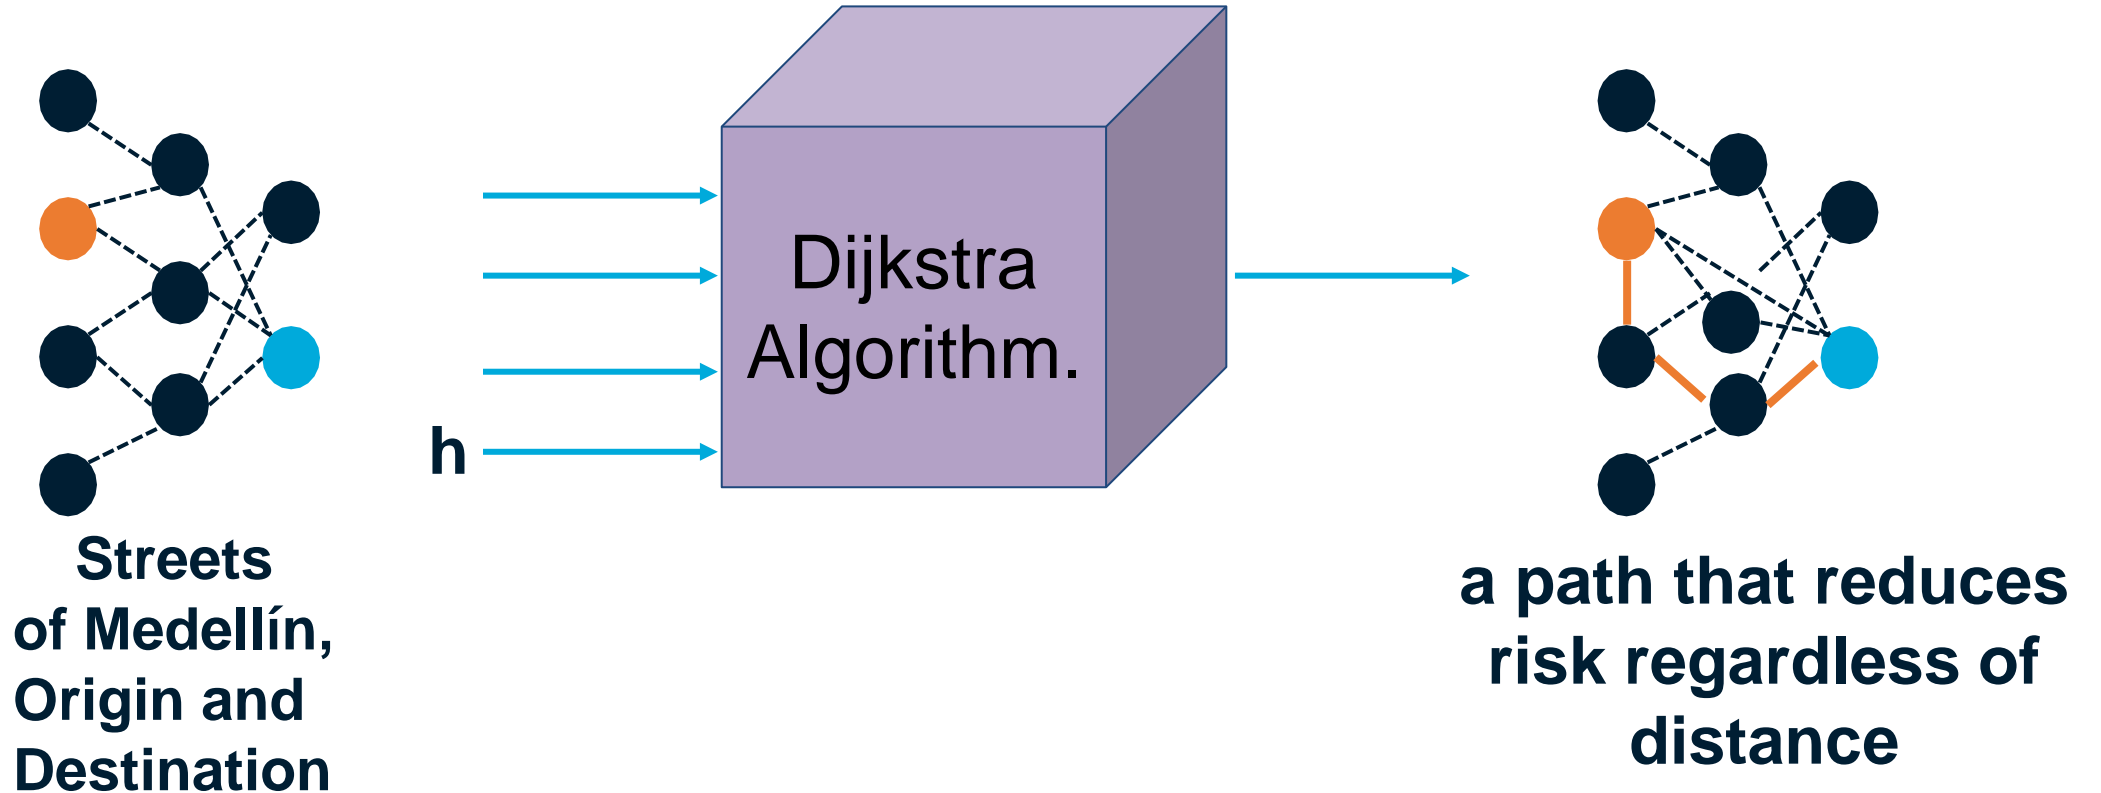 Dijkstra
Algorithm.
h
Streets
of Medellín,
Origin and
Destination
a path that reduces
risk regardless of
distance